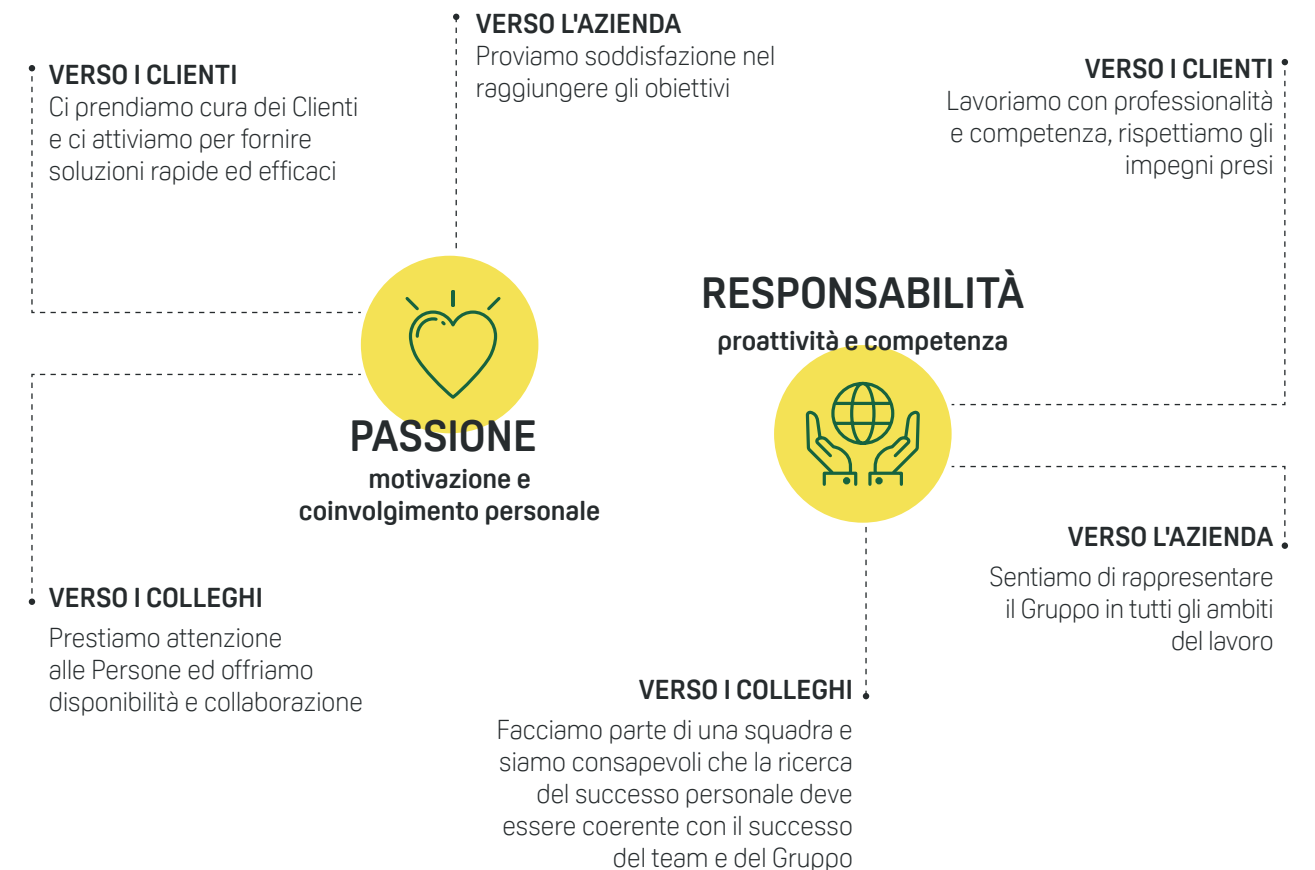 VERSO L'AZIENDA
Proviamo soddisfazione nel
raggiungere gli obiettivi
VERSO I CLIENTI
Ci prendiamo cura dei Clienti
e ci attiviamo per fornire
soluzioni rapide ed efficaci
PASSIONE
motivazione e
coinvolgimento personale
VERSO I COLLEGHI
Prestiamo attenzione
alle Persone ed offriamo
disponibilità e collaborazione
VERSO I CLIENTI
Lavoriamo con professionalità
e competenza, rispettiamo gli
impegni presi
RESPONSABILITÀ
proattività e competenza
VERSO L'AZIENDA
Sentiamo di rappresentare
il Gruppo in tutti gli ambiti
del lavoro
VERSO I COLLEGHI
Facciamo parte di una squadra e
siamo consapevoli che la ricerca
del successo personale deve
essere coerente con il successo
del team e del Gruppo